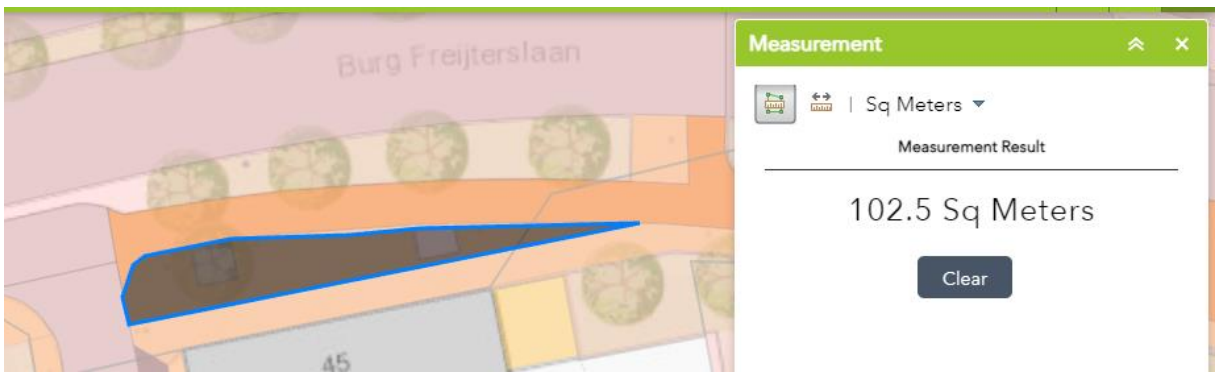 Burg Freijterslaan
45
Measurement
| Sq Meters
Measurement Result
102.5 Sq Meters
Clear